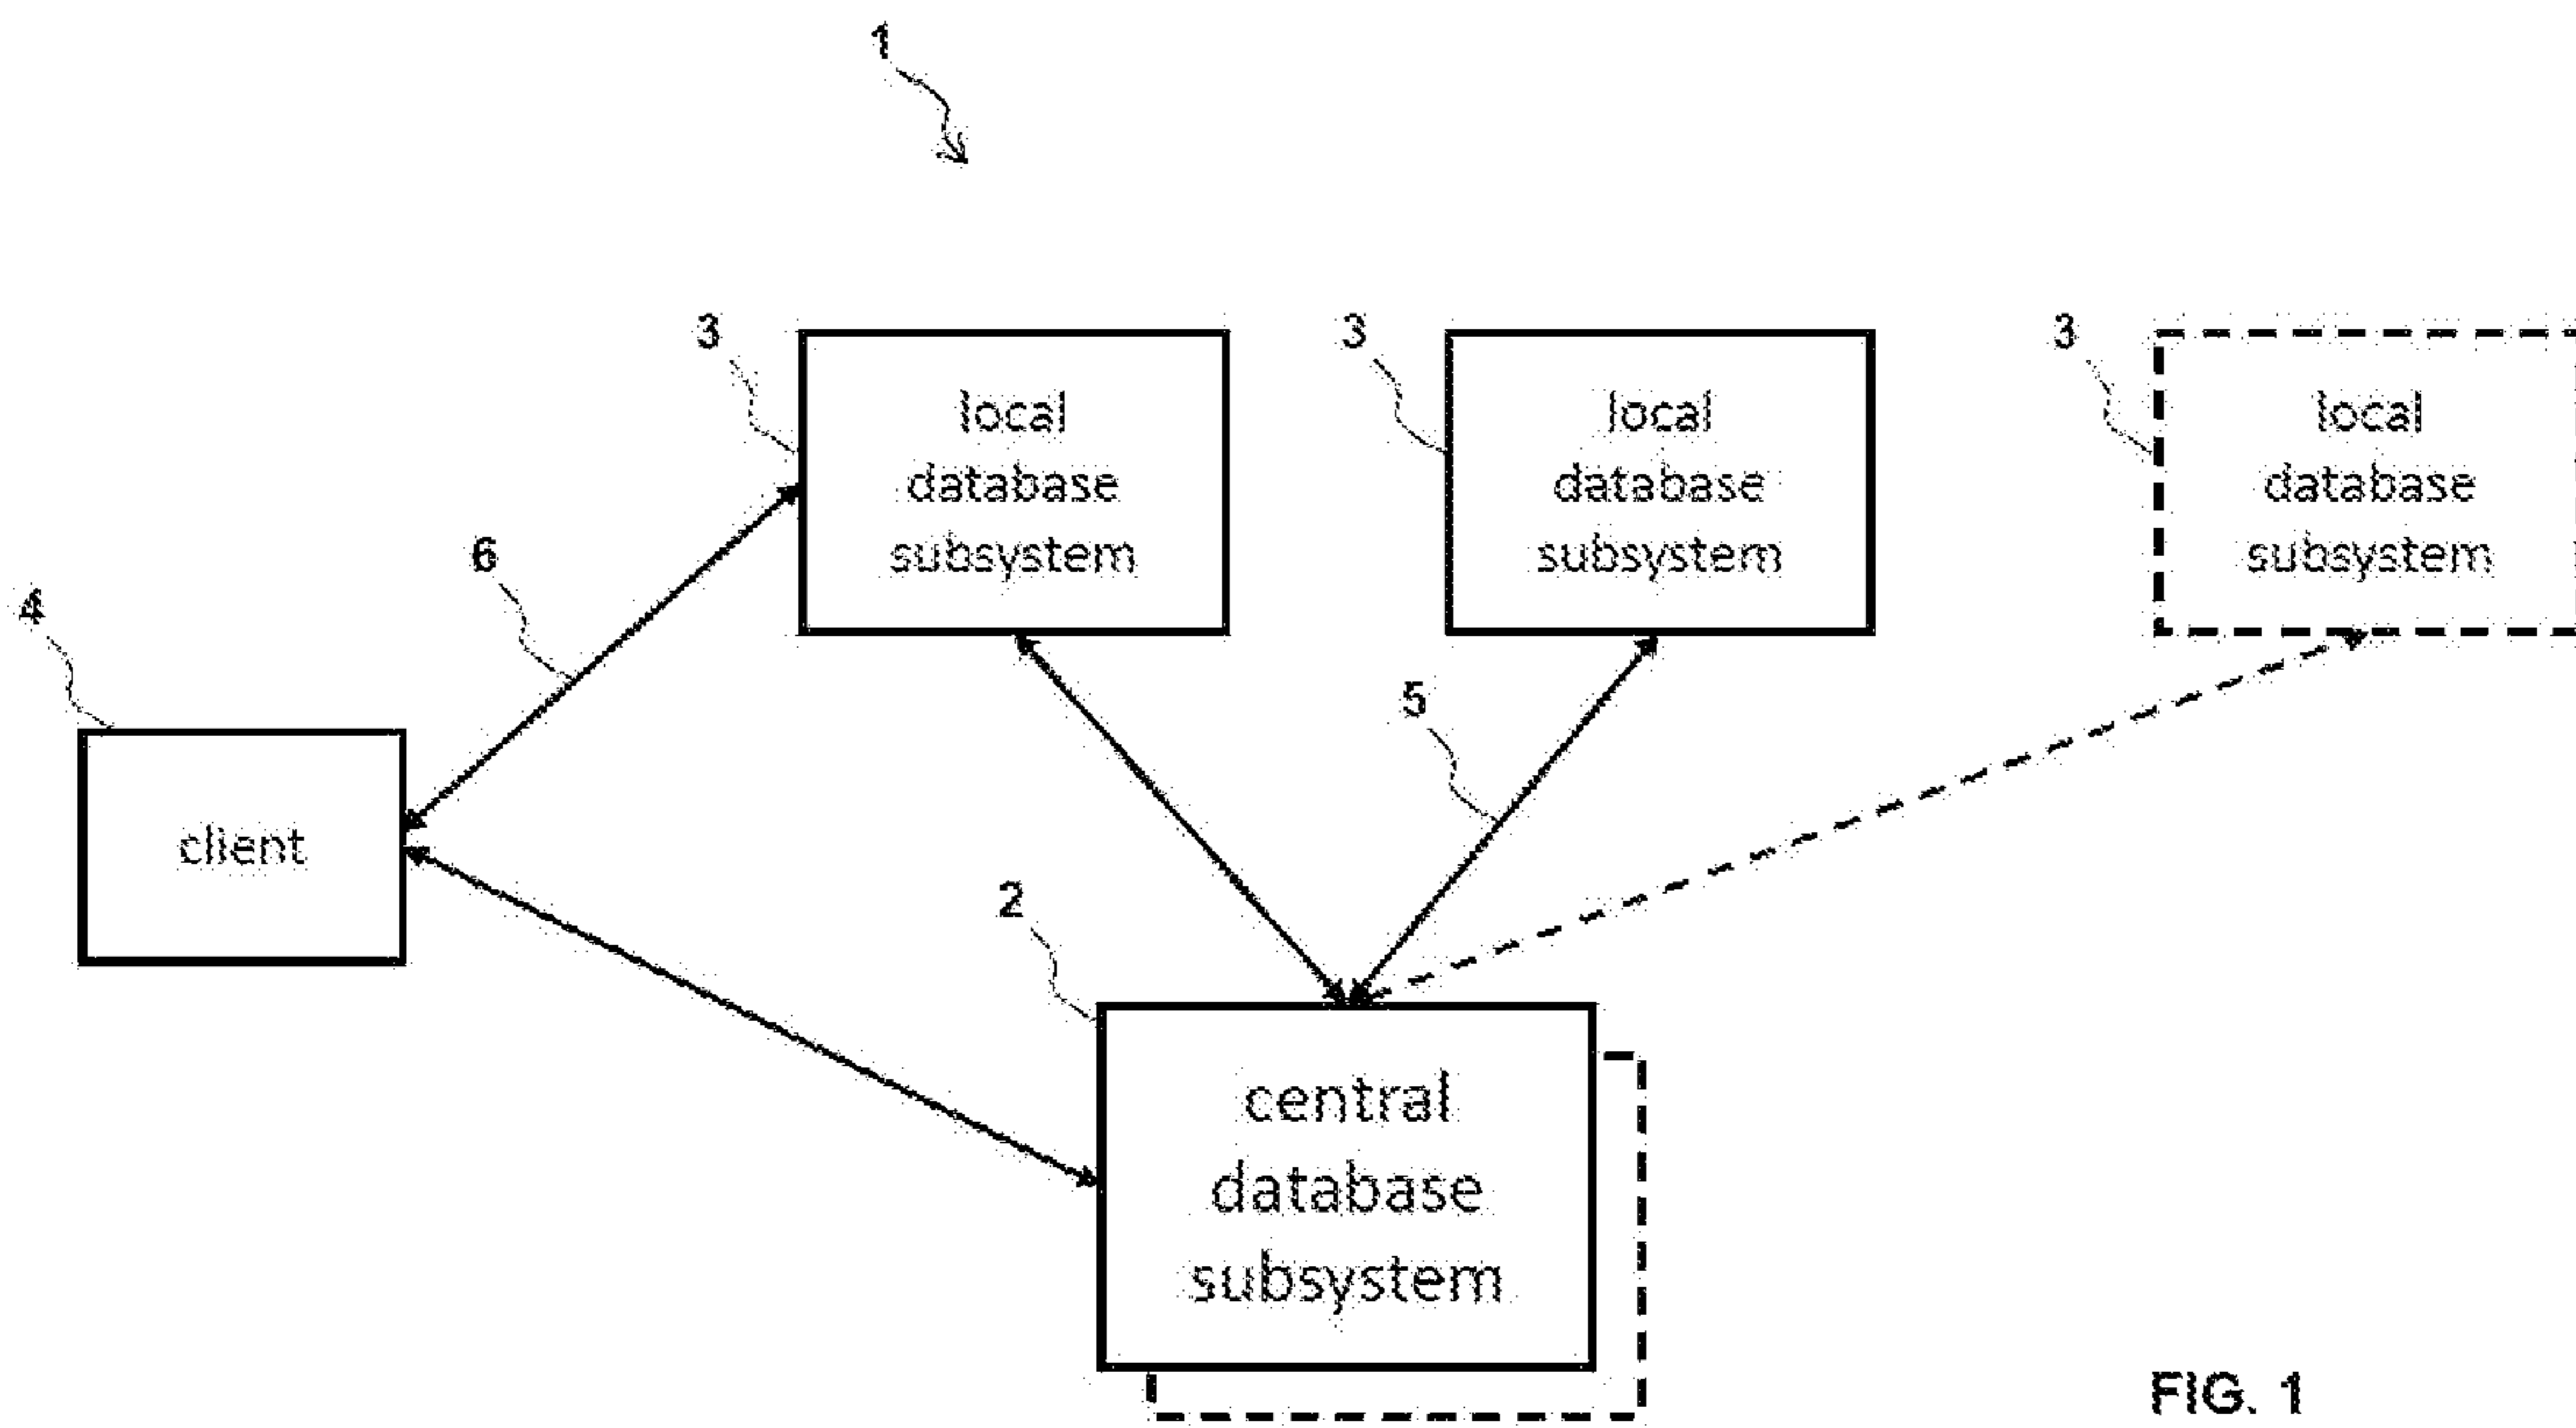 1
3
local
database
subsystem
3
local
database
subsystem
3
local
database
subsystem
6
4
client
5
2
central
database
subsystem
FIG. 1